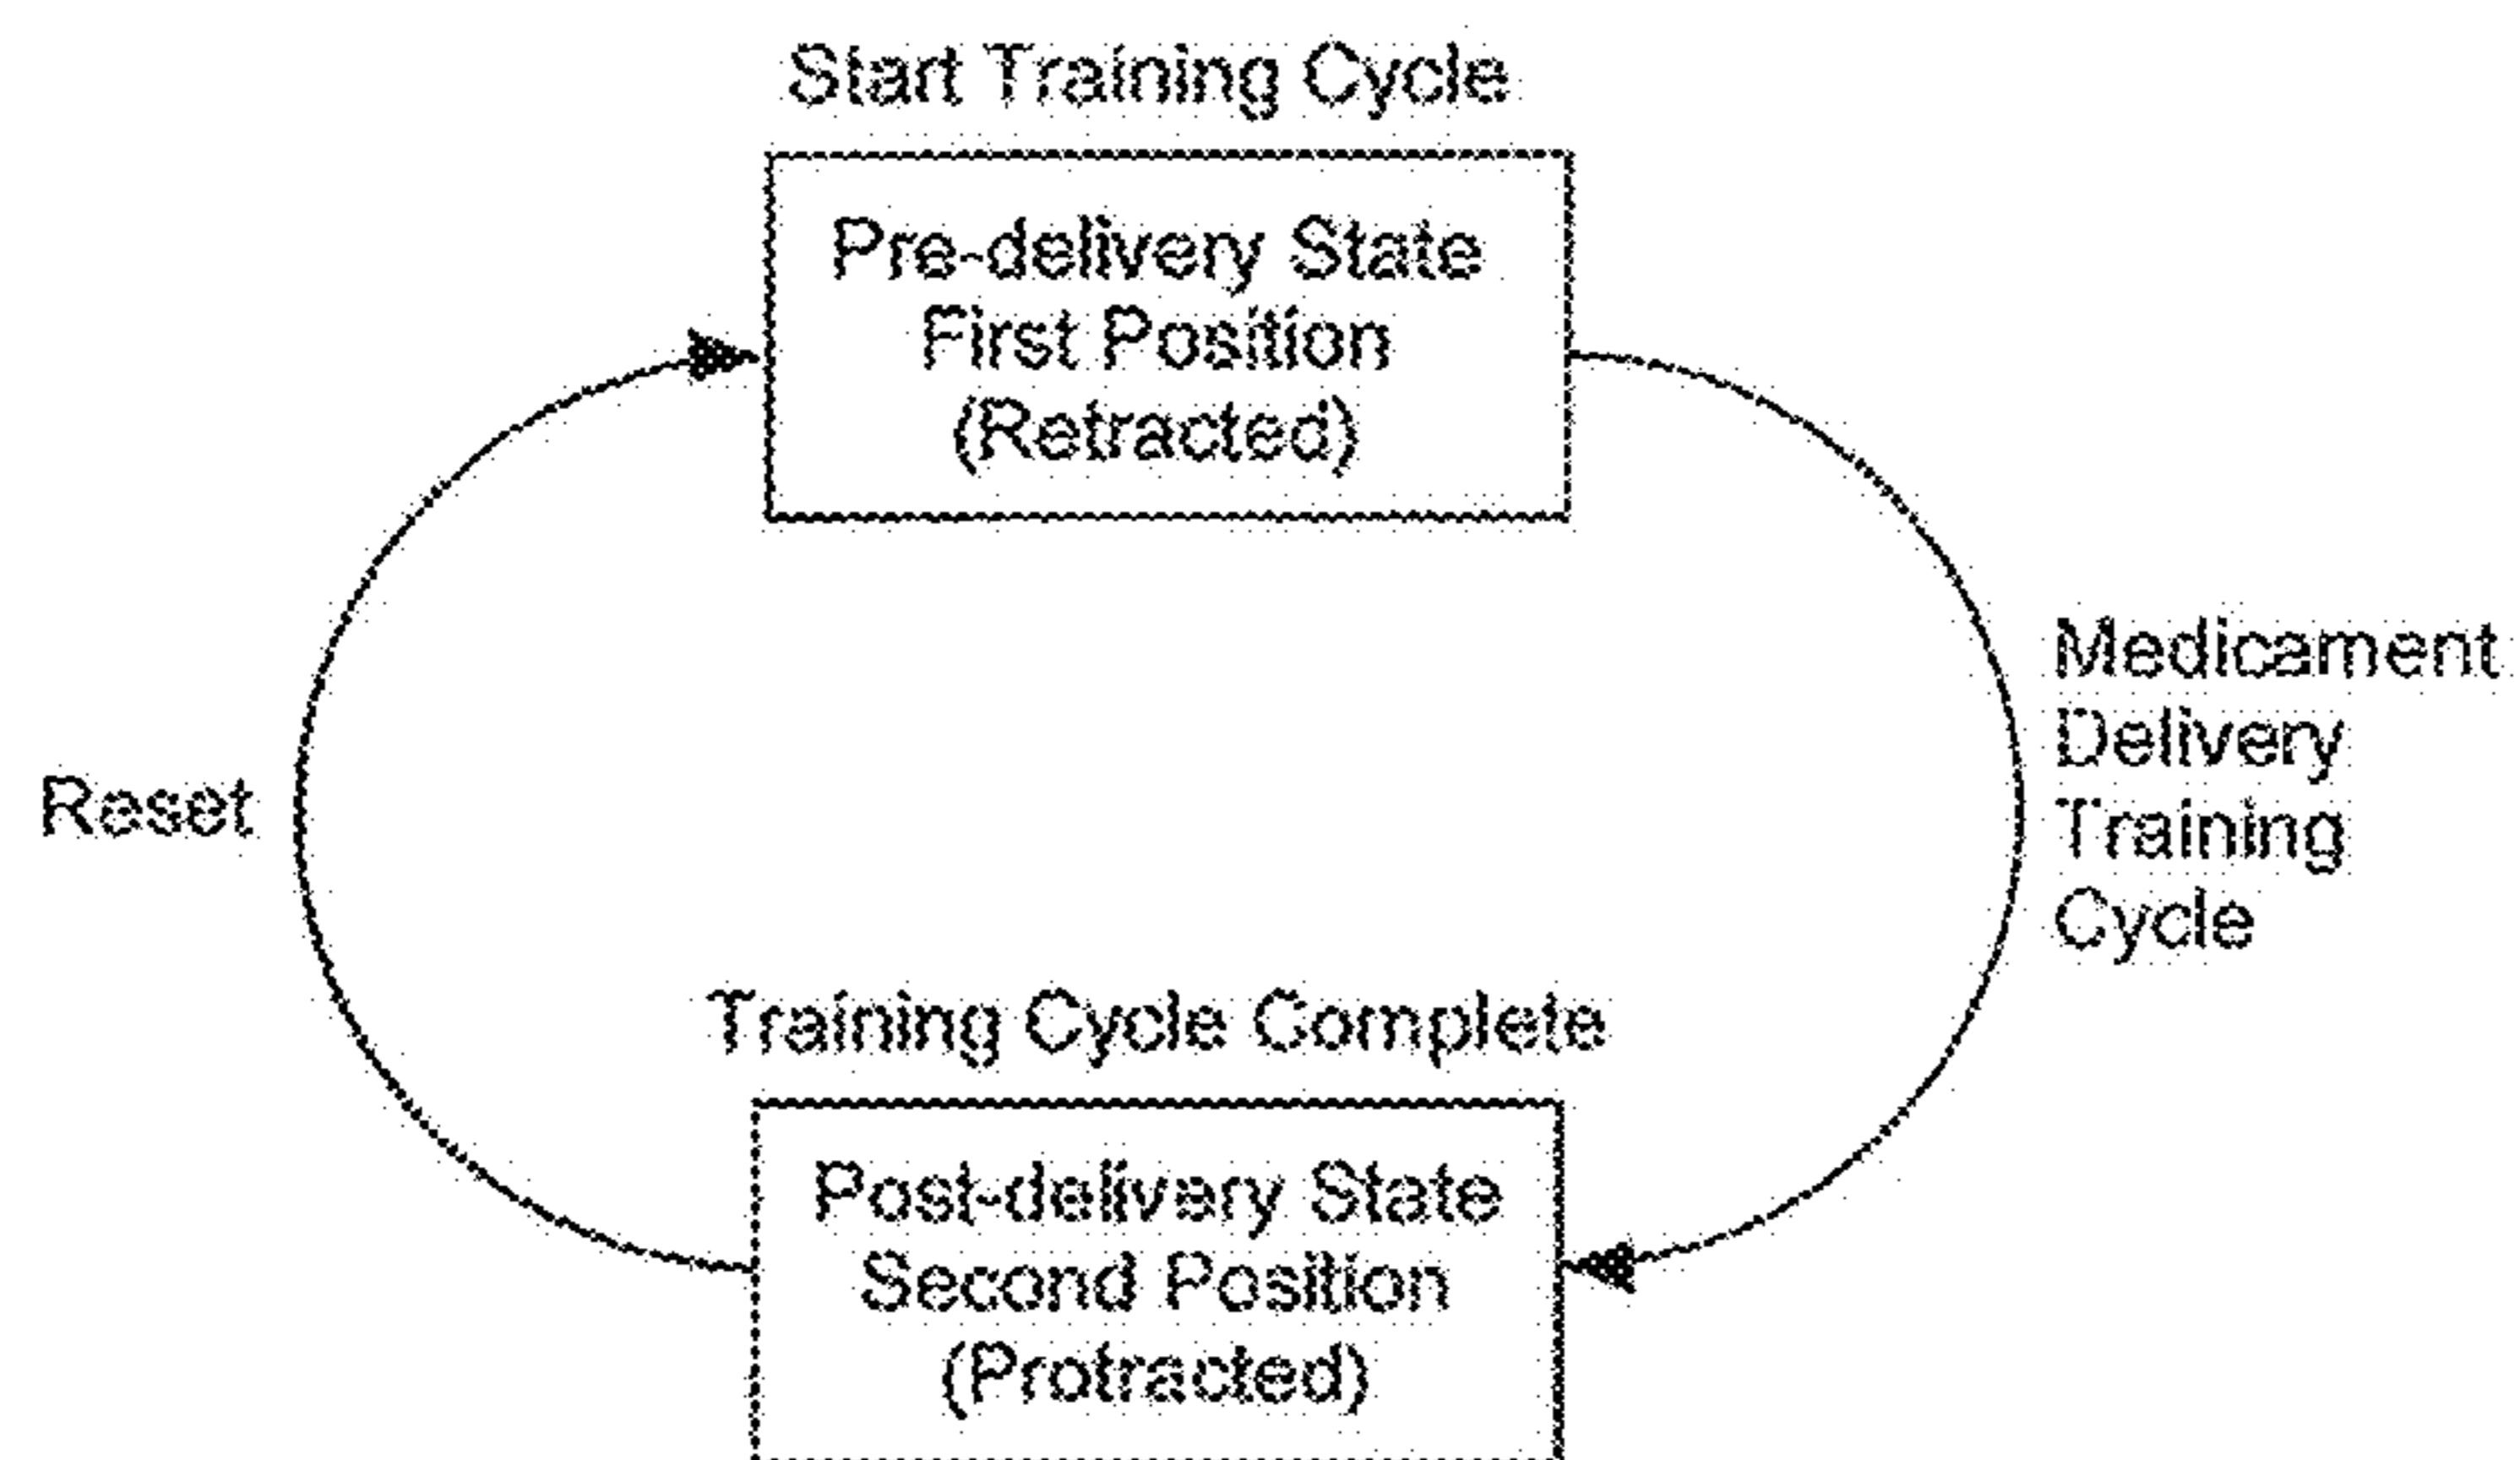 Start Training Cycle
Pre-delivery State
First Position
(Retracted)
Medicament
Delivery
Training
Cycle
Reset
Training Cycle Complete
Post-delivery State
Second Position
(Protracted)